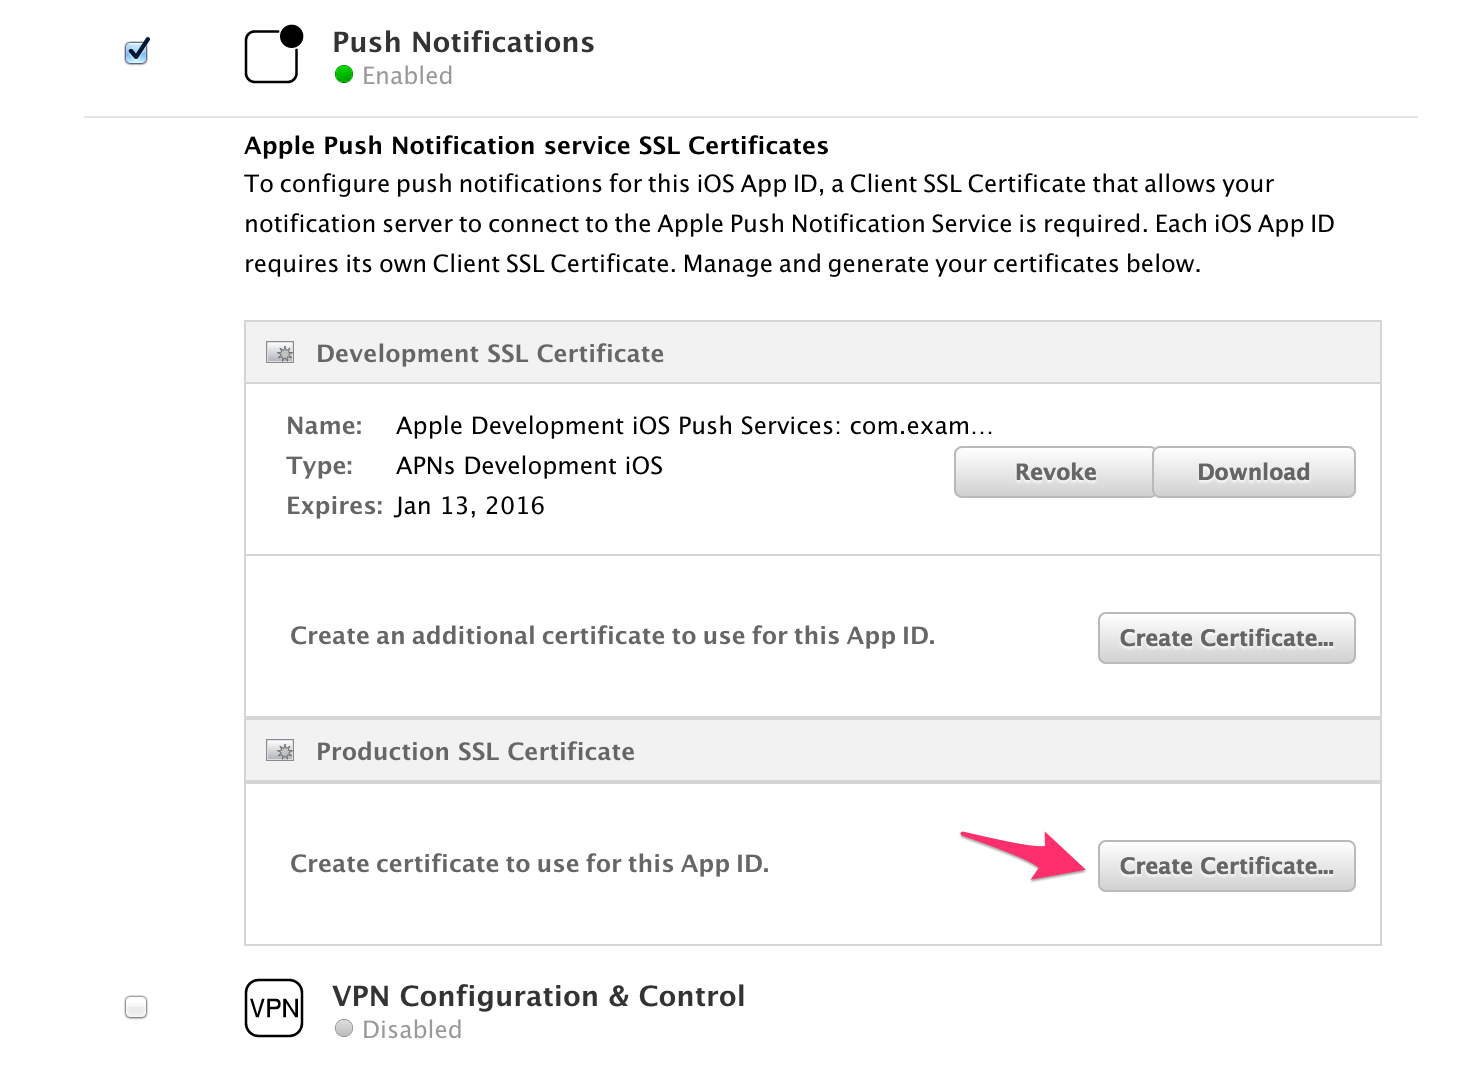 Push Notifications
Enabled
Apple Push Notification service SSL Certificates
To configure push notifications for this iOS App ID, a Client SSL Certificate that allows your
notification server to connect to the Apple Push Notification Service is required. Each iOS App ID
requires its own Client SSL Certificate. Manage and generate your certificates below.
Development SSL Certificate
Name: Apple Development iOS Push Services: com.exam...
Type: APNs Development iOS
Expires: Jan 13, 2016
Revoke
Download
Create an additional certificate to use for this App ID.
Create Certificate...
Production SSL Certificate
Create certificate to use for this App ID.
Create Certificate...
VPN
VPN Configuration & Control
Disabled